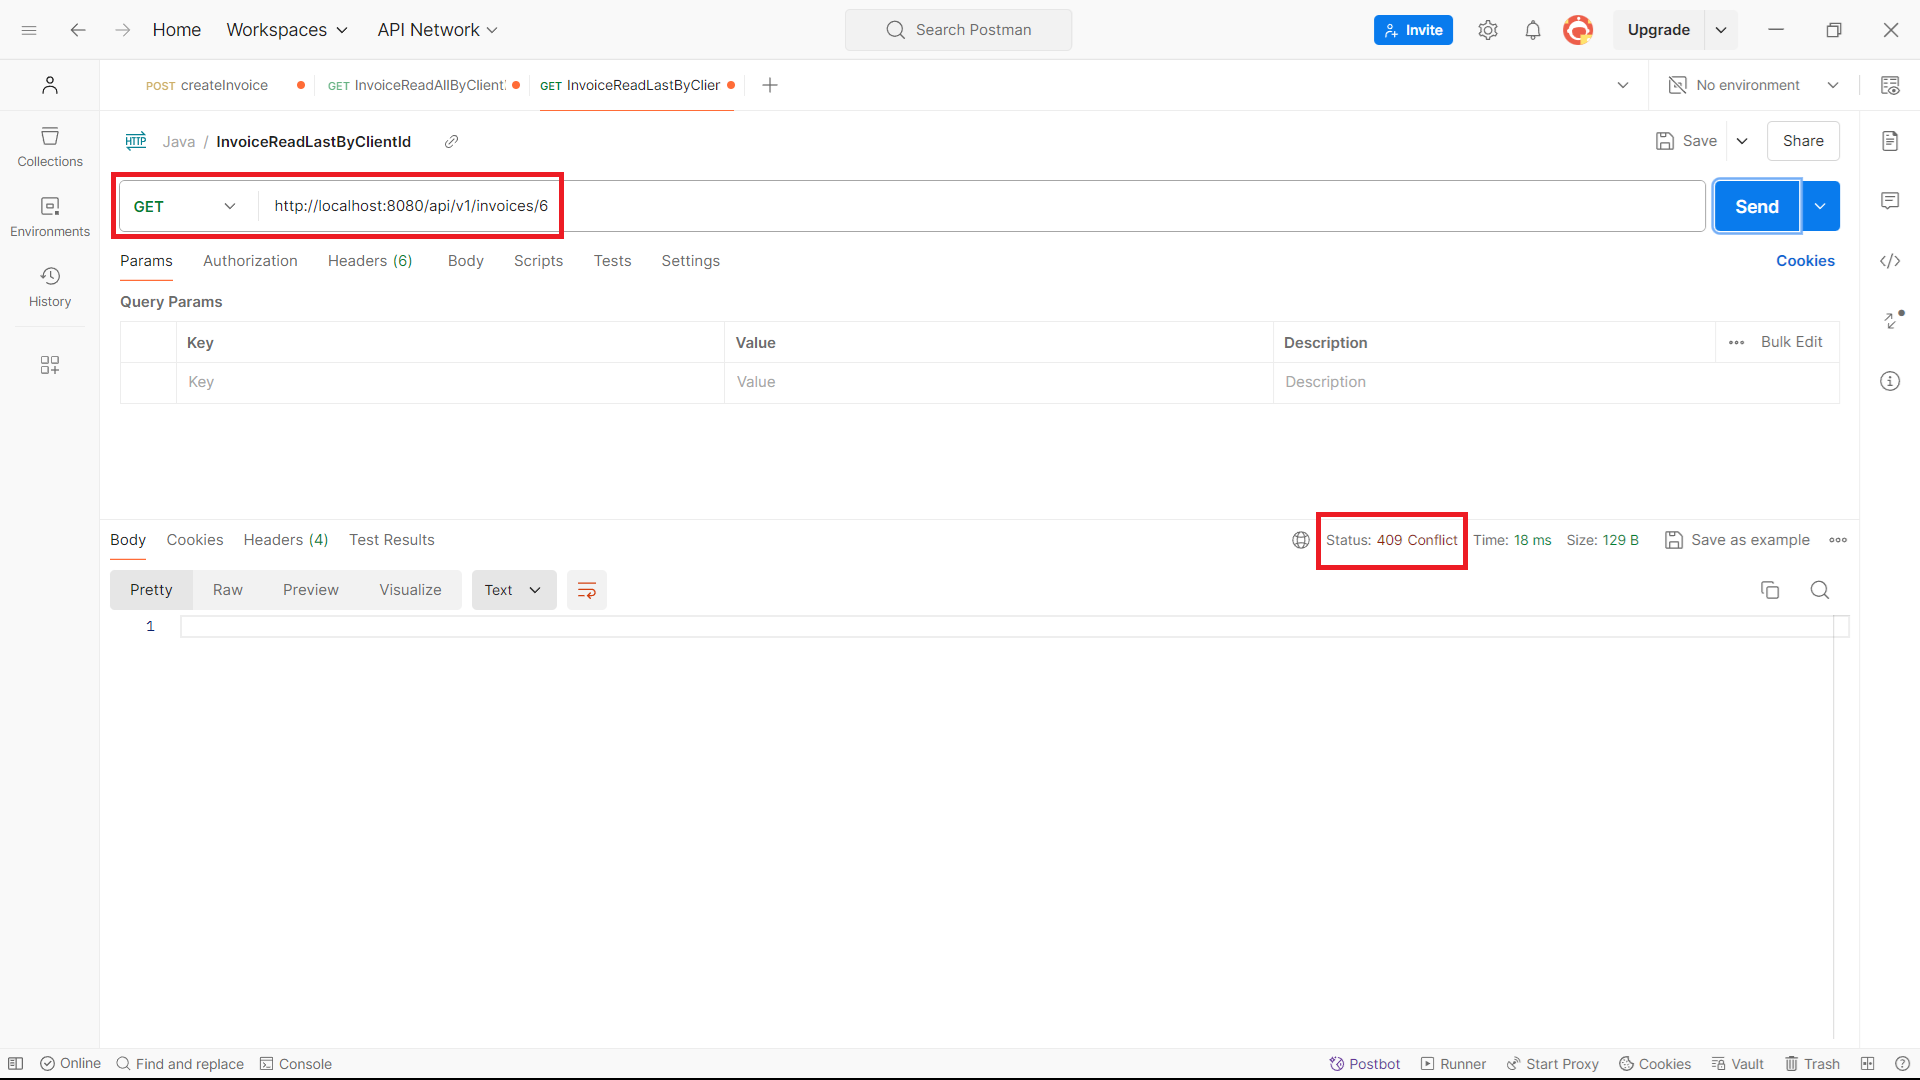 Home Workspaces API Network Search Postman Invite Upgrade
POST createInvoice GET InvoiceReadAllByClient GET InvoiceReadLastByClier No environment
HTTP Java / InvoiceReadLastByClientId Save Share
Collections
GET http://localhost:8080/api/v1/invoices/6 Send
Environments
Params Authorization Headers (6) Body Scripts Tests Settings Cookies
History
Query Params
Key Value Description Bulk Edit
Key Value Description
Body Cookies Headers (4) Test Results Status: 409 Conflict Time: 18 ms Size: 129 B Save as example
Pretty Raw Preview Visualize Text
1
Online Find and replace Console Postbot Runner Start Proxy Cookies Vault Trash